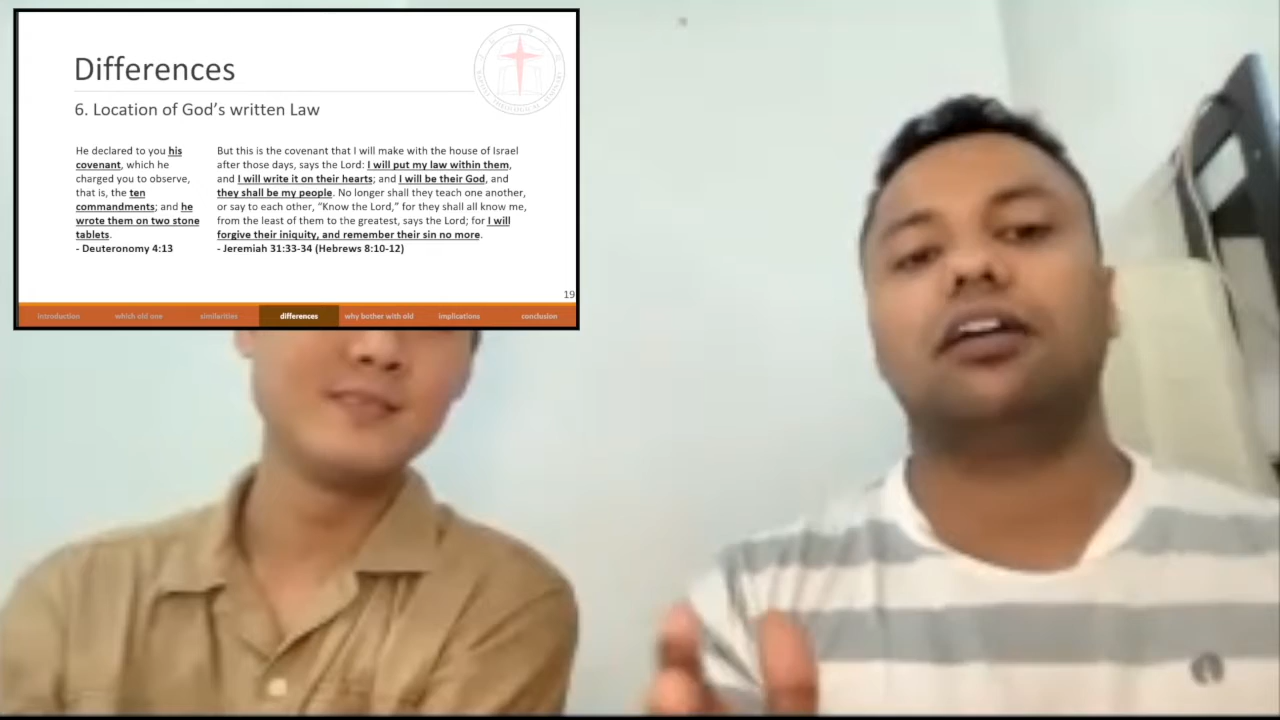 Differences
6. Location of God's written Law
He declared to you his
covenant, which he
charged you to observe,
that is, the ten
commandments; and he
wrote them on two stone
tablets.
- Deuteronomy 4:13
But this is the covenant that I will make with the house of Israel
after those days, says the Lord: I will put my law within them,
and I will write it on their hearts; and I will be their God, and
they shall be my people. No longer shall they teach one another,
or say to each other, “Know the Lord,” for they shall all know me,
from the least of them to the greatest, says the Lord; for I will
forgive their iniquity, and remember their sin no more.
- Jeremiah 31:33-34 (Hebrews 8:10-12)
19
introduction which old one similarities differences why bother with old implications conclusion